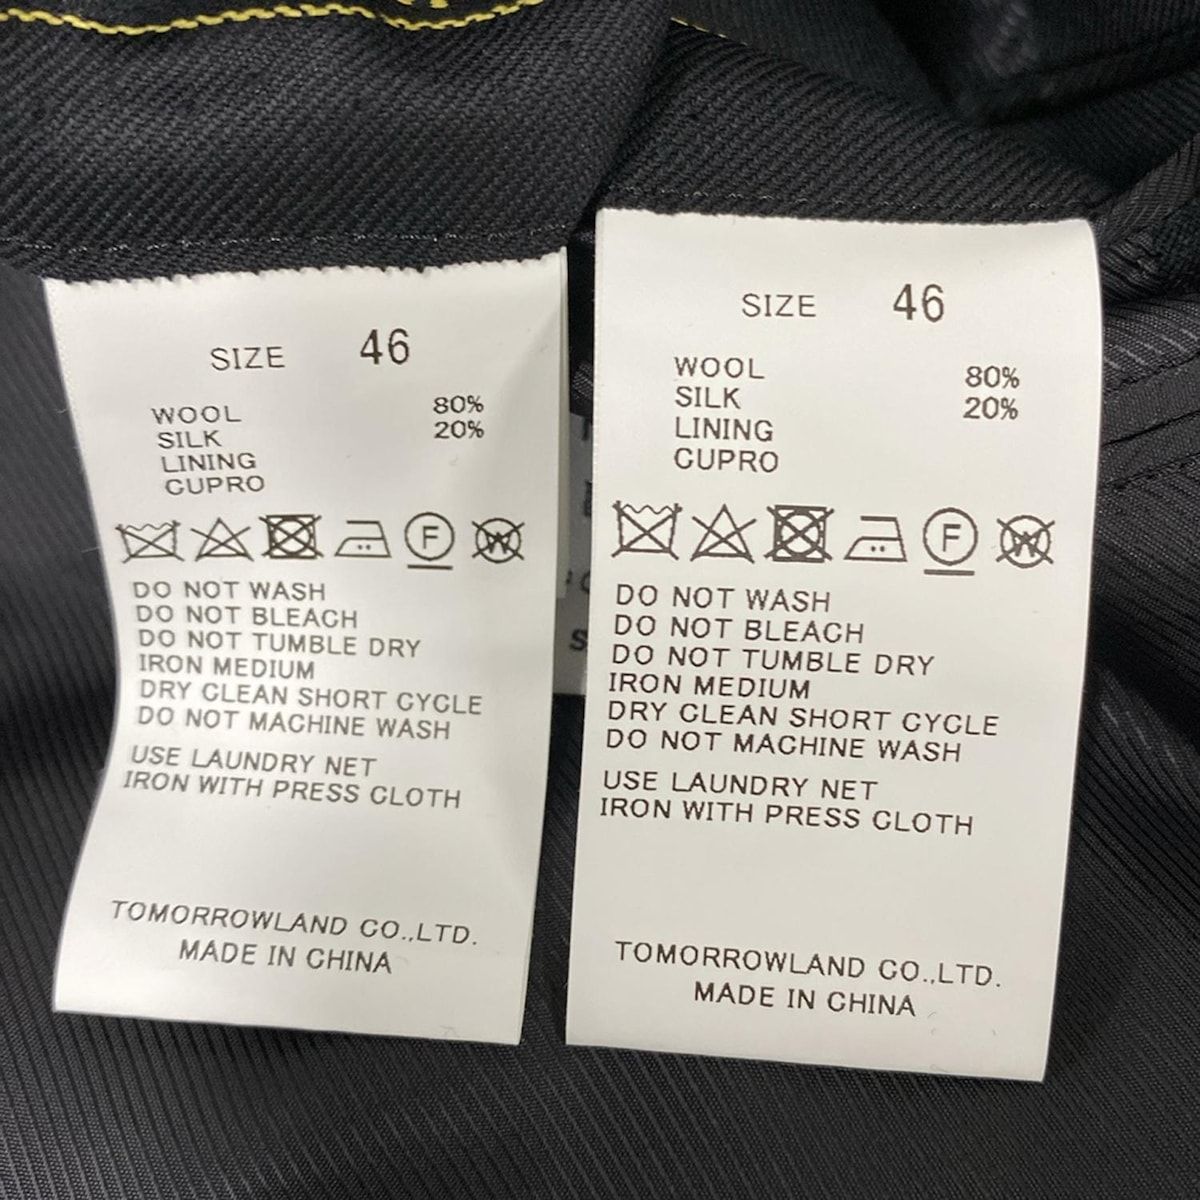 SIZE 46
WOOL 80%
SILK 20%
LINING
CUPRO
F W
DO NOT WASH
DO NOT BLEACH
DO NOT TUMBLE DRY
IRON MEDIUM
DRY CLEAN SHORT CYCLE
DO NOT MACHINE WASH
USE LAUNDRY NET
IRON WITH PRESS CLOTH
TOMORROWLAND CO.,LTD.
MADE IN CHINA
SIZE 46
WOOL 80%
SILK 20%
LINING
CUPRO
F W
DO NOT WASH
DO NOT BLEACH
DO NOT TUMBLE DRY
IRON MEDIUM
DRY CLEAN SHORT CYCLE
DO NOT MACHINE WASH
USE LAUNDRY NET
IRON WITH PRESS CLOTH
TOMORROWLAND CO.,LTD.
MADE IN CHINA